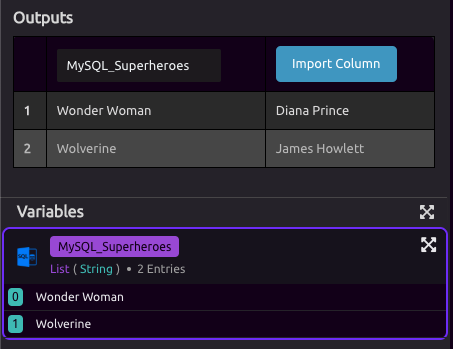 Outputs
MySQL_Superheroes Import Column
1 Wonder Woman Diana Prince
2 Wolverine James Howlett
Variables
MySQL_Superheroes
List ( String ) • 2 Entries
0 Wonder Woman
1 Wolverine